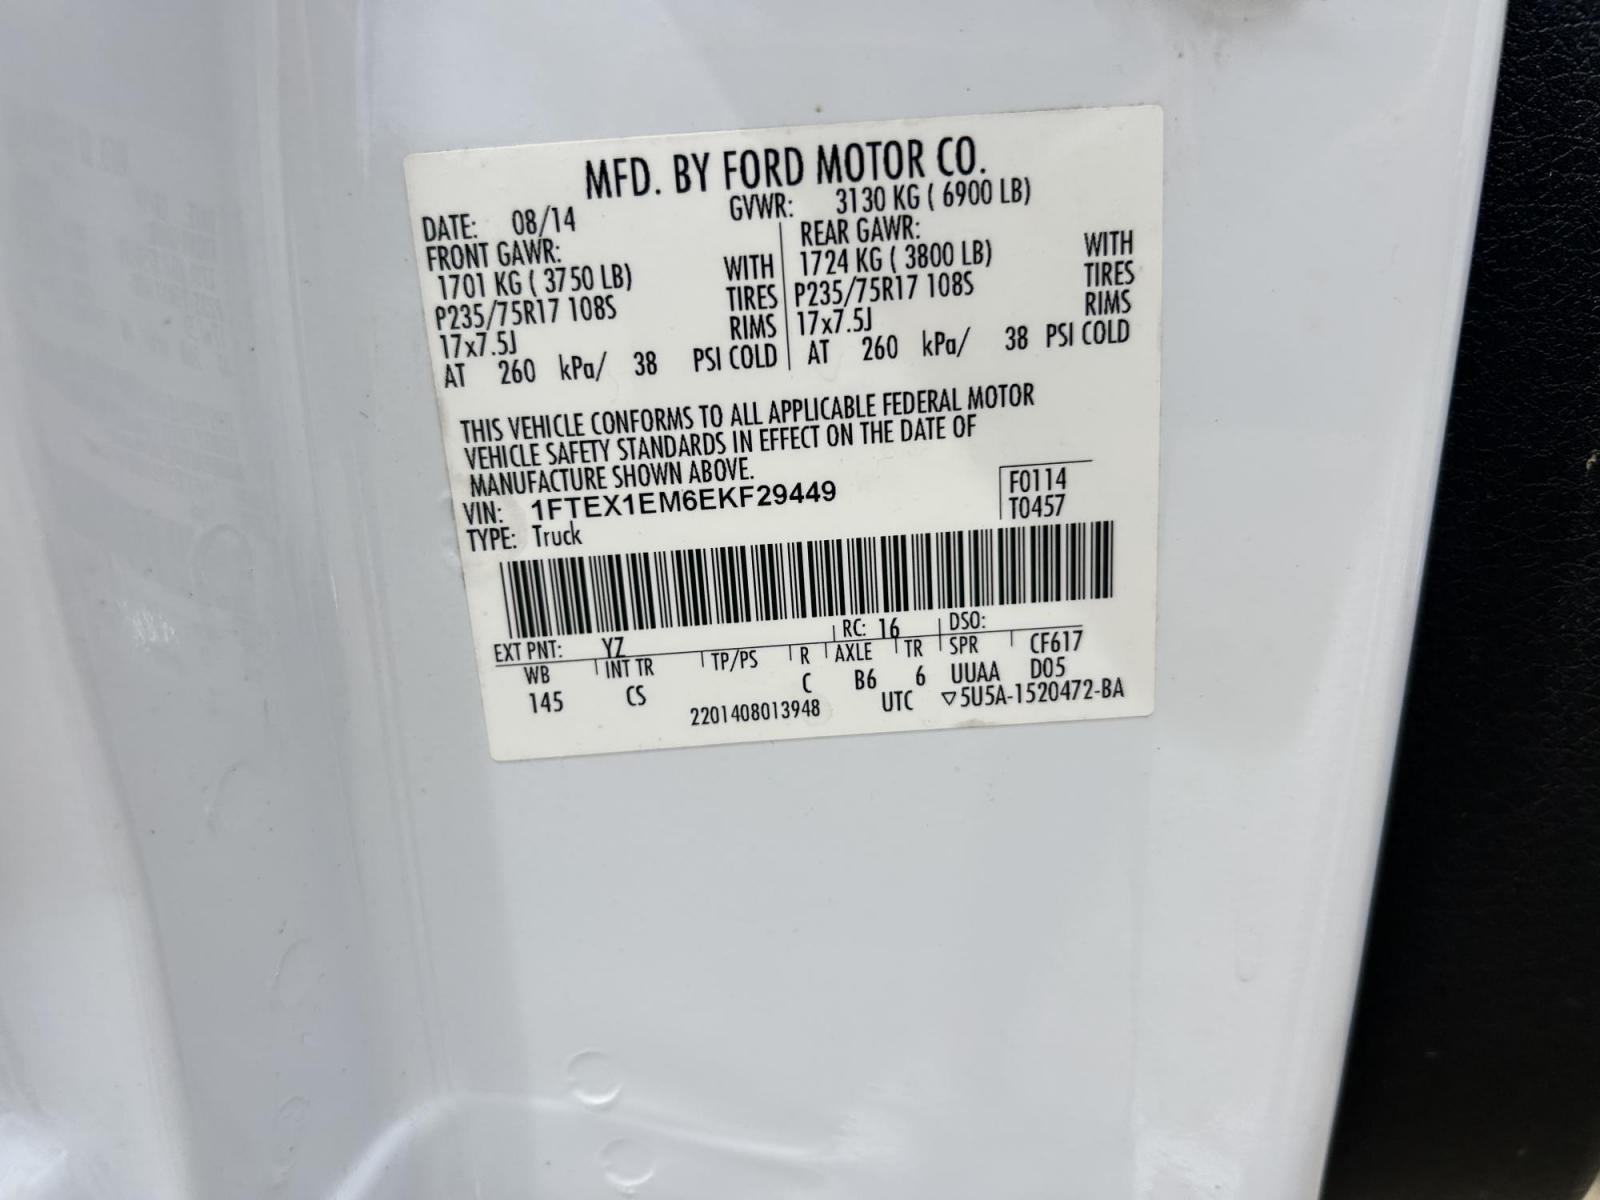 MFD. BY FORD MOTOR CO.
DATE: 08/14 GVWR: 3130 KG ( 6900 LB)
FRONT GAWR: REAR GAWR:
1701 KG ( 3750 LB) WITH 1724 KG ( 3800 LB) WITH
P235/75R17 108S TIRES P235/75R17 108S TIRES
17x7.5J RIMS 17x7.5J RIMS
AT 260 kPa/ 38 PSI COLD AT 260 kPa/ 38 PSI COLD
THIS VEHICLE CONFORMS TO ALL APPLICABLE FEDERAL MOTOR
VEHICLE SAFETY STANDARDS IN EFFECT ON THE DATE OF
MANUFACTURE SHOWN ABOVE.
VIN: 1FTEX1EM6EKF29449 F0114
TYPE: Truck T0457
EXT PNT: YZ RC: 16 DSO:
WB INT TR TP/PS R AXLE TR SPR CF617
145 CS C B6 6 UUAA D05
2201408013948 UTC ▽5U5A-1520472-BA